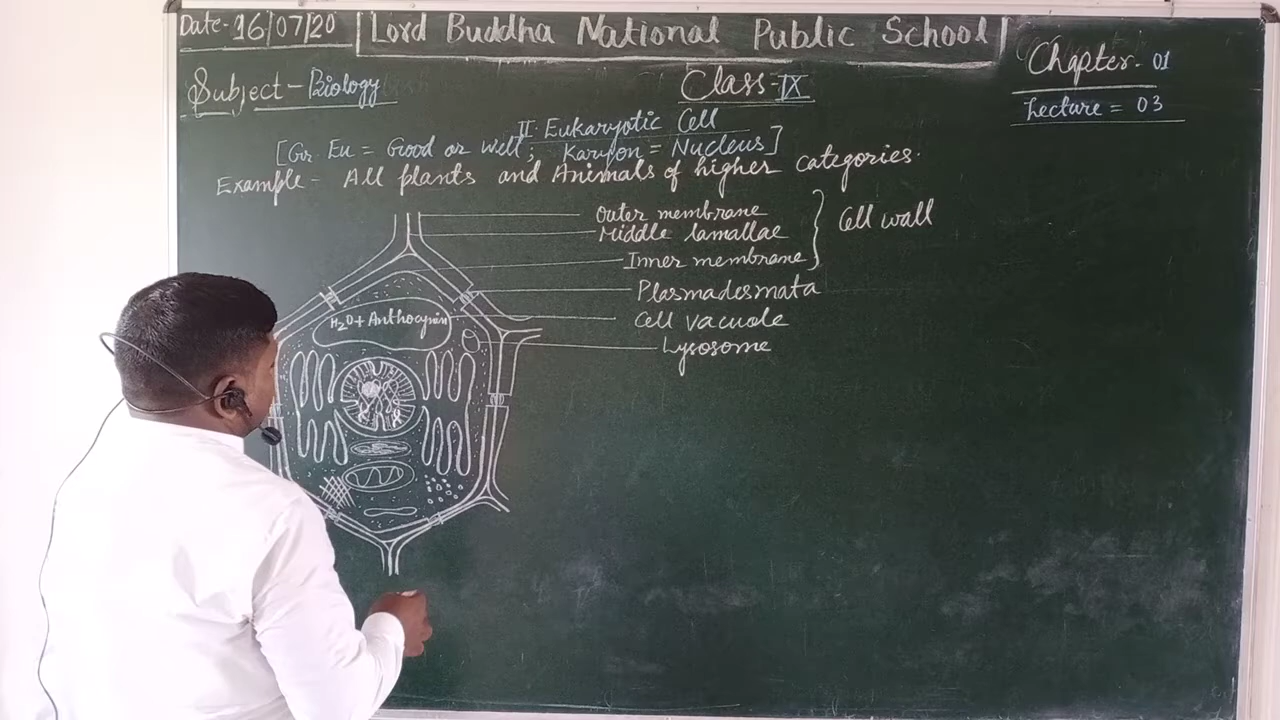 Date- 16/07/20
Lord Buddha National Public School
Chapter- 01
Subject - Biology
Class-IX
Lecture = 03
II. Eukaryotic Cell
[Gr. Eu = Good or Well; Karyon = Nucleus]
Example - All plants and Animals of higher categories.
Outer membrane
Middle lamallae
Cell wall
Inner membrane
Plasmadesmata
H2O + Anthocynin
Cell vacuole
Lysosome